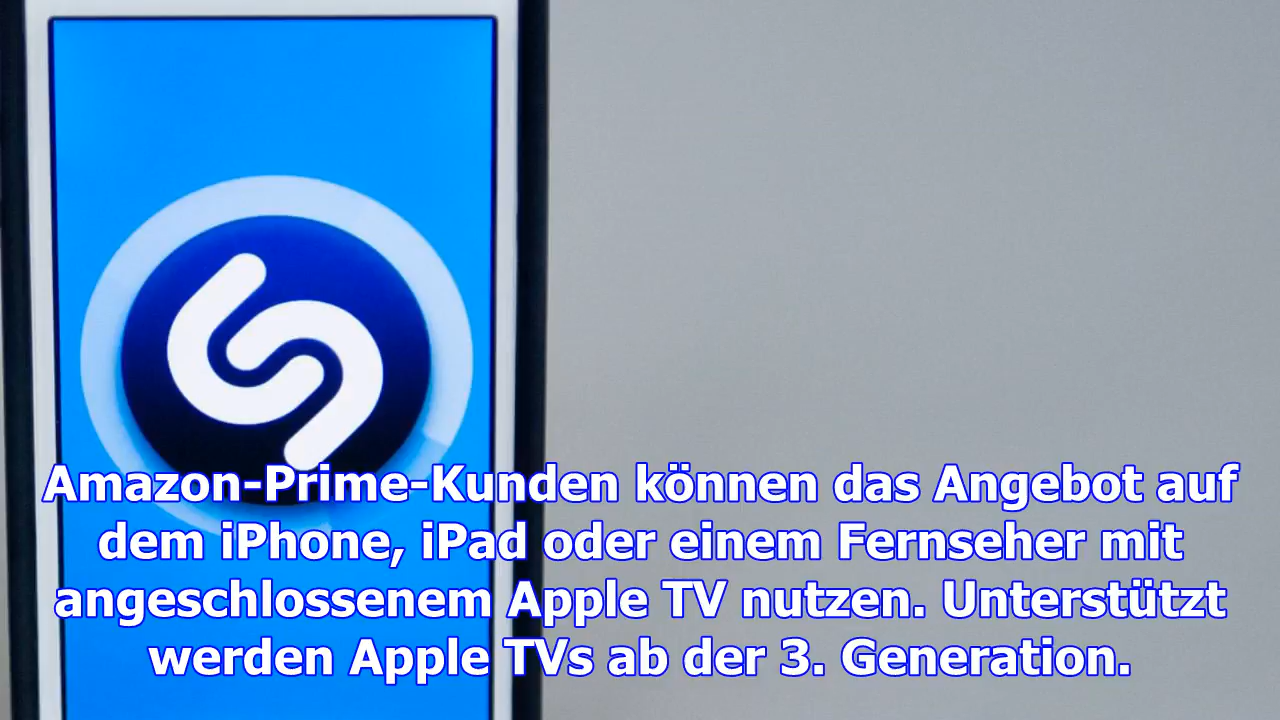 Amazon-Prime-Kunden können das Angebot auf
dem iPhone, iPad oder einem Fernseher mit
angeschlossenem Apple TV nutzen. Unterstützt
werden Apple TVs ab der 3. Generation.